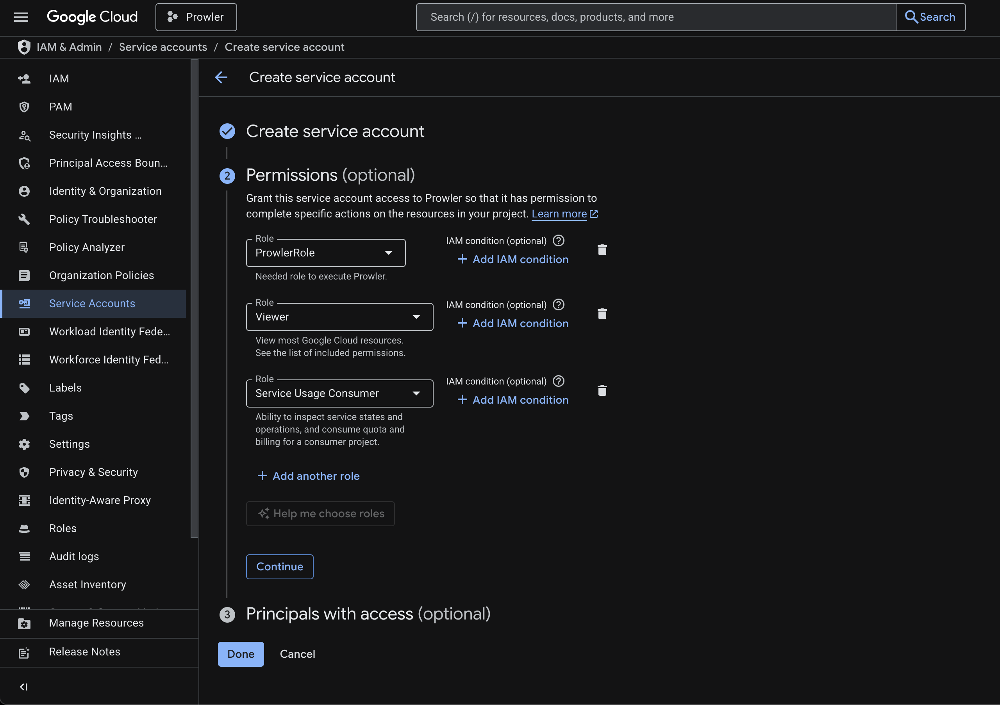 Google Cloud
Prowler
Search (/) for resources, docs, products, and more
Search
IAM & Admin / Service accounts / Create service account
IAM
PAM
Security Insights ...
Principal Access Boun...
Identity & Organization
Policy Troubleshooter
Policy Analyzer
Organization Policies
Service Accounts
Workload Identity Fede...
Workforce Identity Fed...
Labels
Tags
Settings
Privacy & Security
Identity-Aware Proxy
Roles
Audit logs
Asset Inventory
Manage Resources
Release Notes
Create service account
Create service account
2 Permissions (optional)
Grant this service account access to Prowler so that it has permission to
complete specific actions on the resources in your project. Learn more
Role
ProwlerRole
Needed role to execute Prowler.
IAM condition (optional) ?
+ Add IAM condition
Role
Viewer
View most Google Cloud resources.
See the list of included permissions.
IAM condition (optional) ?
+ Add IAM condition
Role
Service Usage Consumer
Ability to inspect service states and
operations, and consume quota and
billing for a consumer project.
IAM condition (optional) ?
+ Add IAM condition
+ Add another role
Help me choose roles
Continue
3 Principals with access (optional)
Done
Cancel